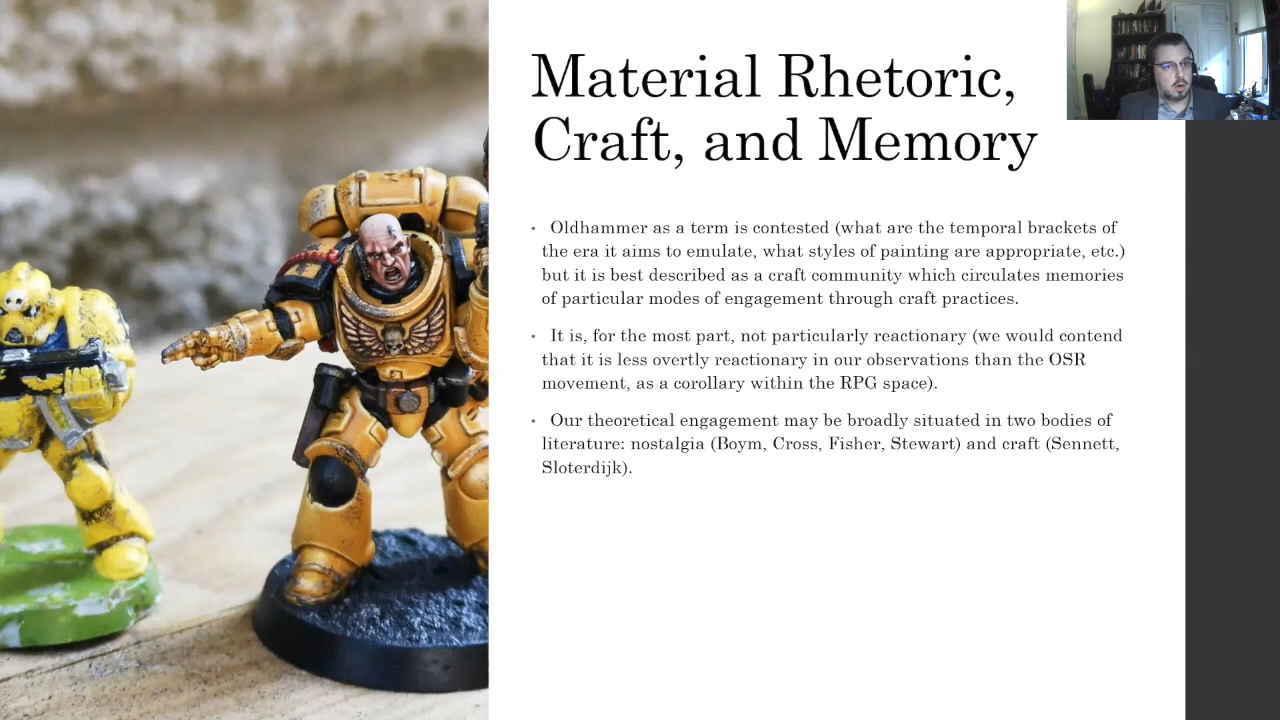 Material Rhetoric,
Craft, and Memory
• Oldhammer as a term is contested (what are the temporal brackets of
the era it aims to emulate, what styles of painting are appropriate, etc.)
but it is best described as a craft community which circulates memories
of particular modes of engagement through craft practices.
• It is, for the most part, not particularly reactionary (we would contend
that it is less overtly reactionary in our observations than the OSR
movement, as a corollary within the RPG space).
• Our theoretical engagement may be broadly situated in two bodies of
literature: nostalgia (Boym, Cross, Fisher, Stewart) and craft (Sennett,
Sloterdijk).